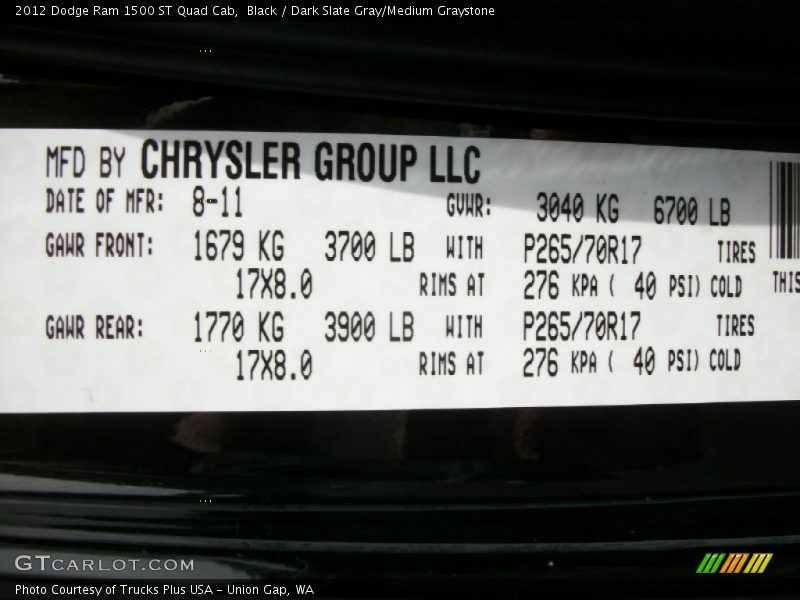 2012 Dodge Ram 1500 ST Quad Cab,  Black / Dark Slate Gray/Medium Graystone
MFD BY CHRYSLER GROUP LLC
DATE OF MFR: 8-11 GVWR: 3040 KG 6700 LB
GAWR FRONT: 1679 KG 3700 LB WITH P265/70R17 TIRES
17X8.0 RIMS AT 276 KPA ( 40 PSI) COLD
THIS
GAWR REAR: 1770 KG 3900 LB WITH P265/70R17 TIRES
17X8.0 RIMS AT 276 KPA ( 40 PSI) COLD
GTCARLOT.COM
Photo Courtesy of Trucks Plus USA - Union Gap, WA